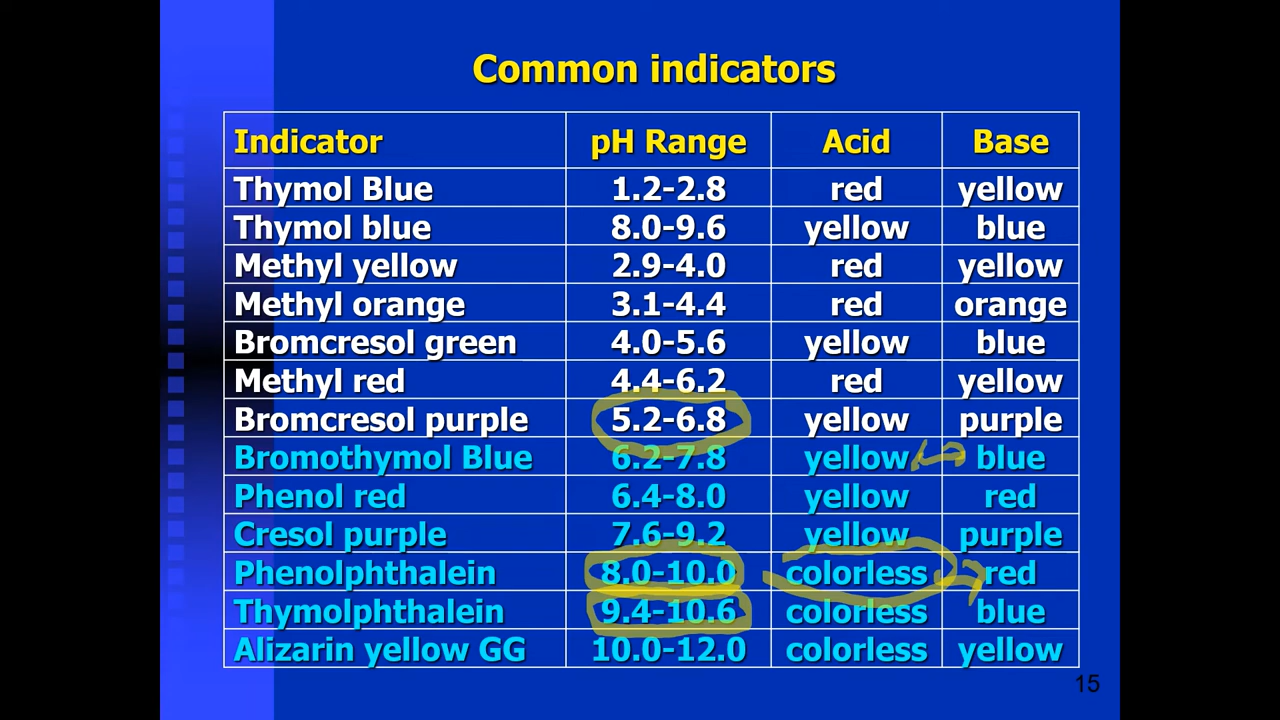 Common indicators
Indicator pH Range Acid Base
Thymol Blue 1.2-2.8 red yellow
Thymol blue 8.0-9.6 yellow blue
Methyl yellow 2.9-4.0 red yellow
Methyl orange 3.1-4.4 red orange
Bromcresol green 4.0-5.6 yellow blue
Methyl red 4.4-6.2 red yellow
Bromcresol purple 5.2-6.8 yellow purple
Bromothymol Blue 6.2-7.8 yellow blue
Phenol red 6.4-8.0 yellow red
Cresol purple 7.6-9.2 yellow purple
Phenolphthalein 8.0-10.0 colorless red
Thymolphthalein 9.4-10.6 colorless blue
Alizarin yellow GG 10.0-12.0 colorless yellow
15